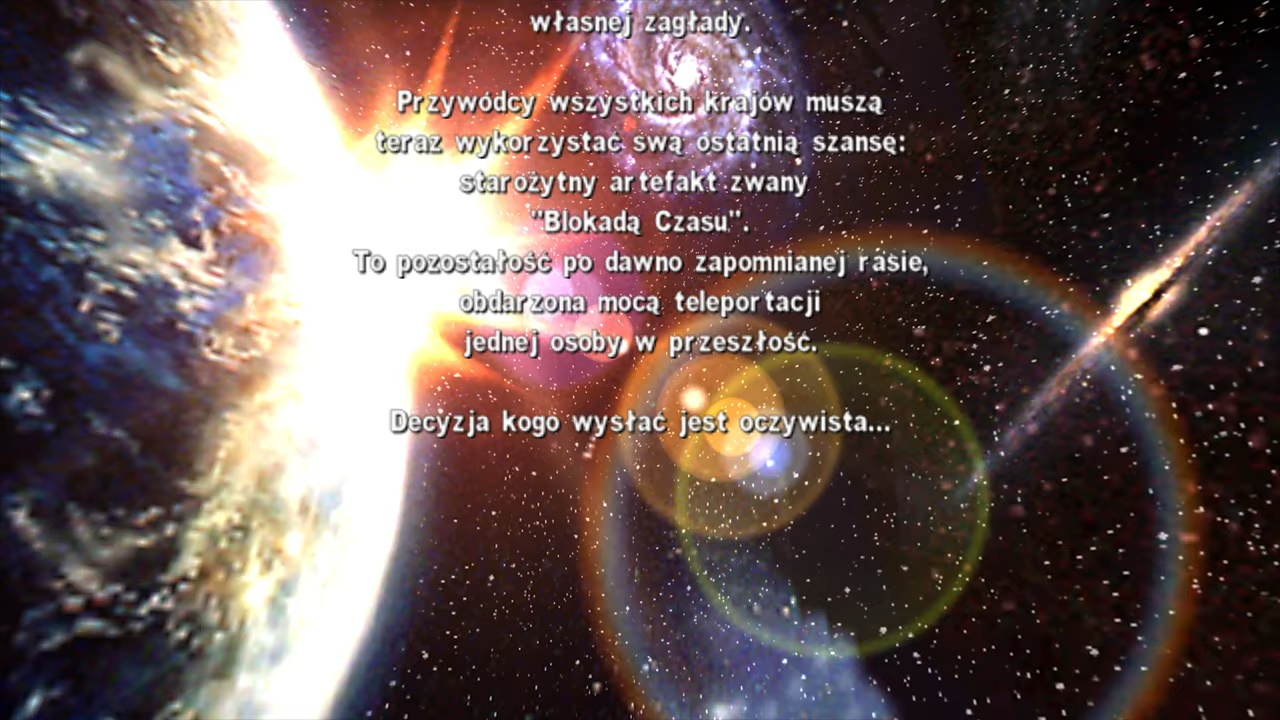 własnej zagłady.
Przywódcy wszystkich krajów muszą
teraz wykorzystać swą ostatnią szansę:
starożytny artefakt zwany
"Blokadą Czasu".
To pozostałość po dawno zapomnianej rasie,
obdarzona mocą teleportacji
jednej osoby w przeszłość.
Decyzja kogo wysłać jest oczywista...